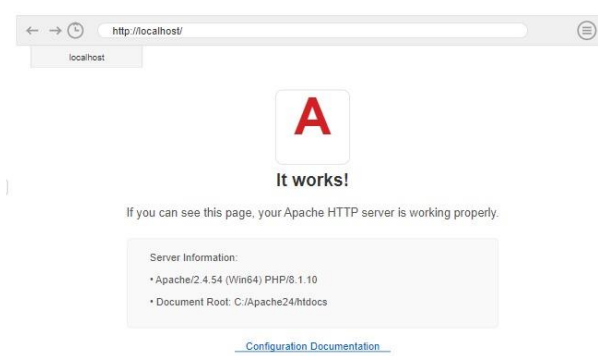 http://localhost/
localhost
A
It works!
If you can see this page, your Apache HTTP server is working properly.
Server Information:
• Apache/2.4.54 (Win64) PHP/8.1.10
• Document Root: C:/Apache24/htdocs
Configuration Documentation